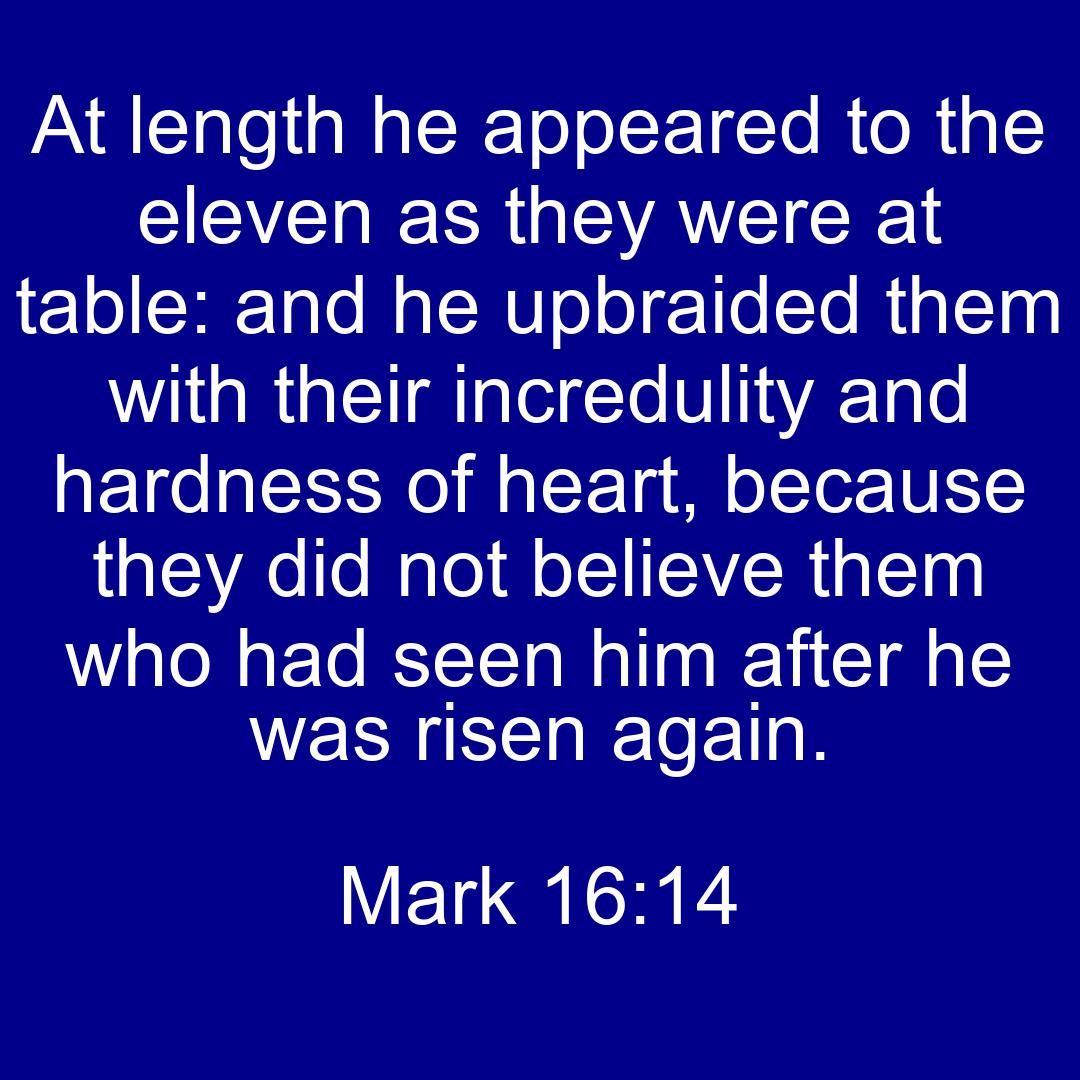 At length he appeared to the
eleven as they were at
table: and he upbraided them
with their incredulity and
hardness of heart, because
they did not believe them
who had seen him after he
was risen again.
Mark 16:14